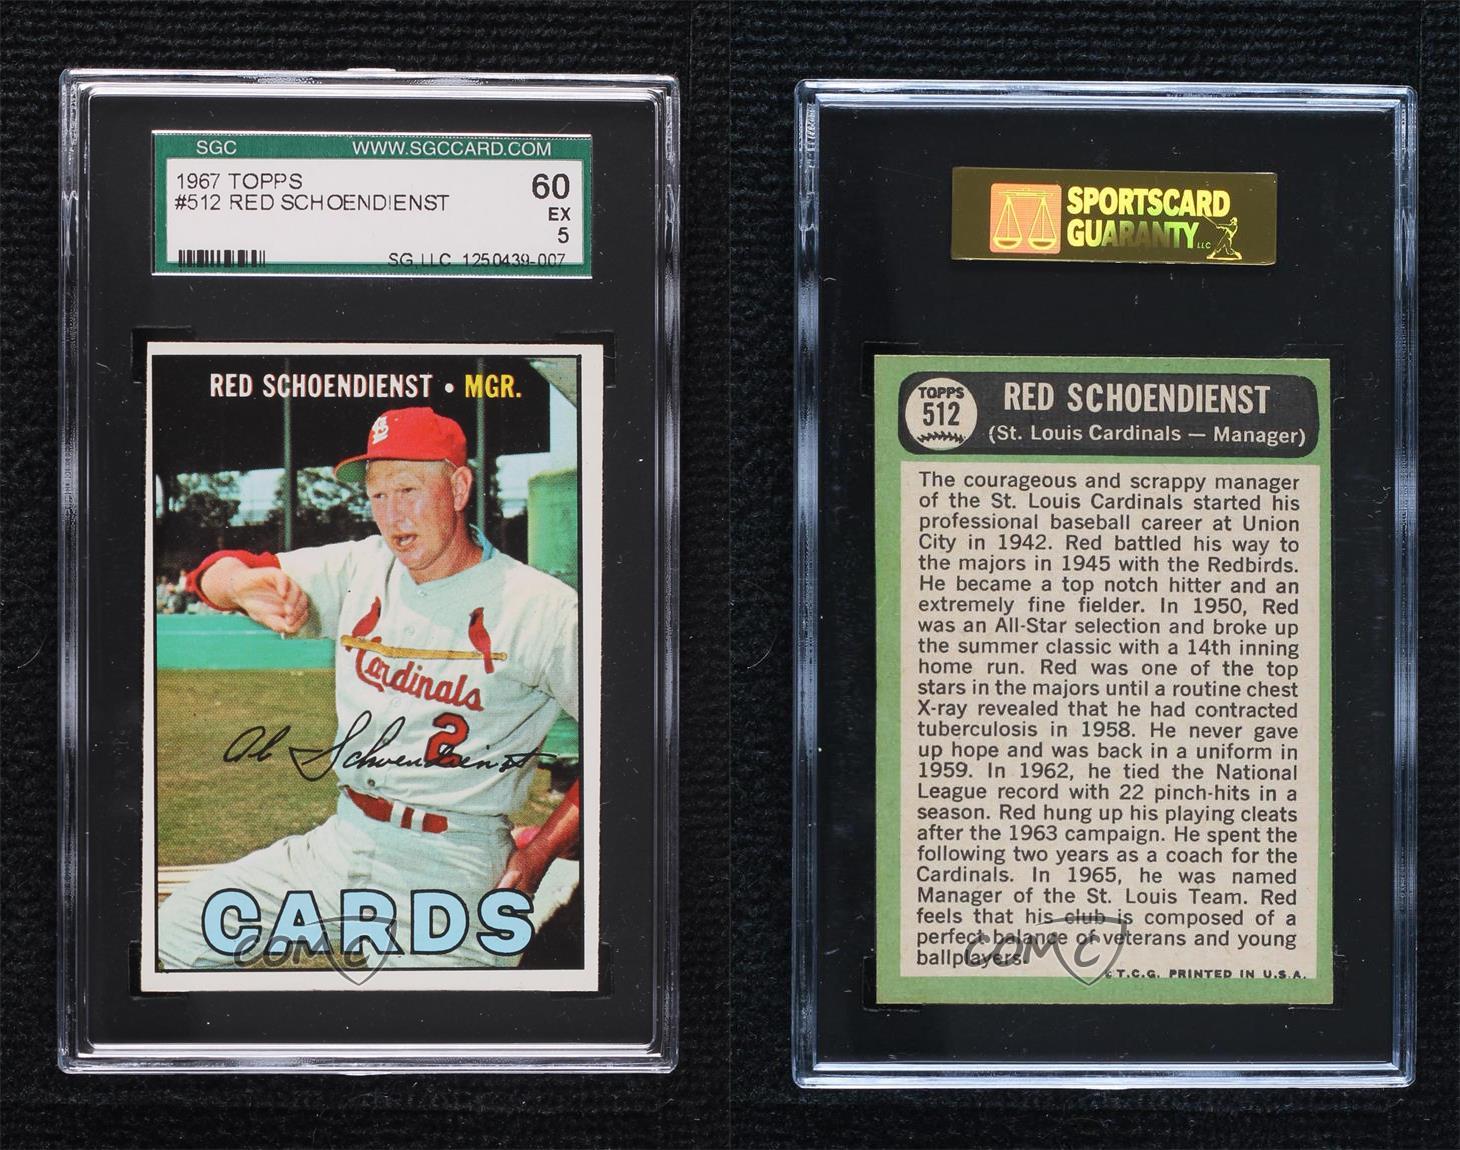 SGC WWW.SGCCARD.COM
1967 TOPPS
#512 RED SCHOENDIENST
60
EX
5
SG, LLC 1250439-007
RED SCHOENDIENST • MGR.
Cardinals
2
Al Schoendienst
CARDS
COMC
SPORTSCARD
GUARANTY LLC
TOPPS
512
RED SCHOENDIENST
(St. Louis Cardinals — Manager)
The courageous and scrappy manager
of the St. Louis Cardinals started his
professional baseball career at Union
City in 1942. Red battled his way to
the majors in 1945 with the Redbirds.
He became a top notch hitter and an
extremely fine fielder. In 1950, Red
was an All-Star selection and broke up
the summer classic with a 14th inning
home run. Red was one of the top
stars in the majors until a routine chest
X-ray revealed that he had contracted
tuberculosis in 1958. He never gave
up hope and was back in a uniform in
1959. In 1962, he tied the National
League record with 22 pinch-hits in a
season. Red hung up his playing cleats
after the 1963 campaign. He spent the
following two years as a coach for the
Cardinals. In 1965, he was named
Manager of the St. Louis Team. Red
feels that his club is composed of a
perfect balance of veterans and young
ballplayers.
© T.C.G. PRINTED IN U.S.A.
COMC